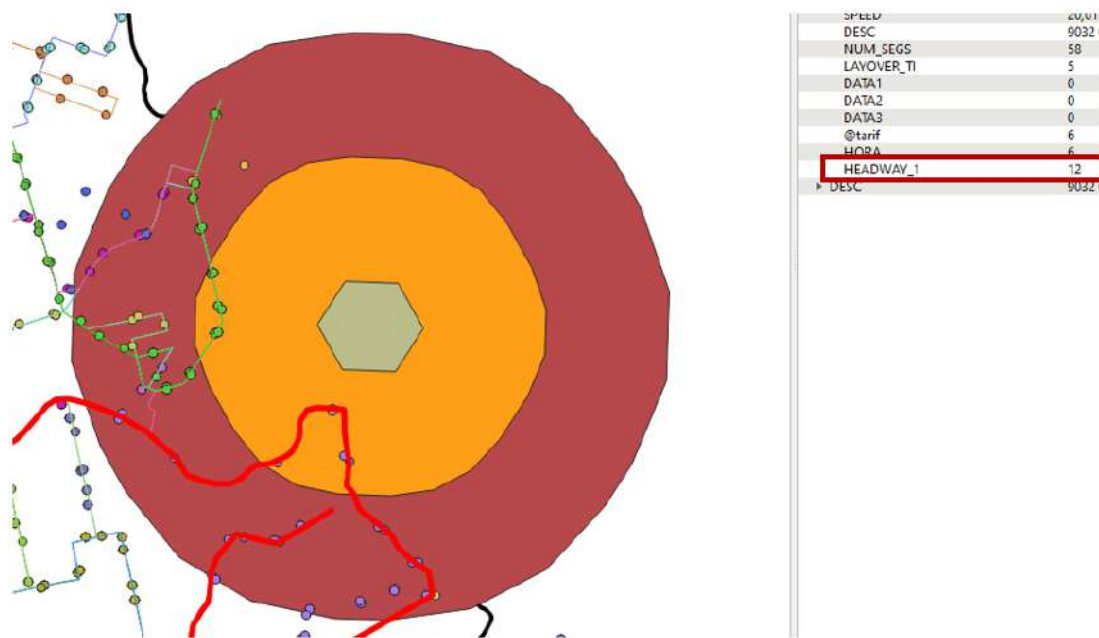 SPEED 20,01
DESC 9032
NUM_SEGS 58
LAYOVER_TI 5
DATA1 0
DATA2 0
DATA3 0
@tarif 6
HORA 6
HEADWAY_1 12
DESC 9032